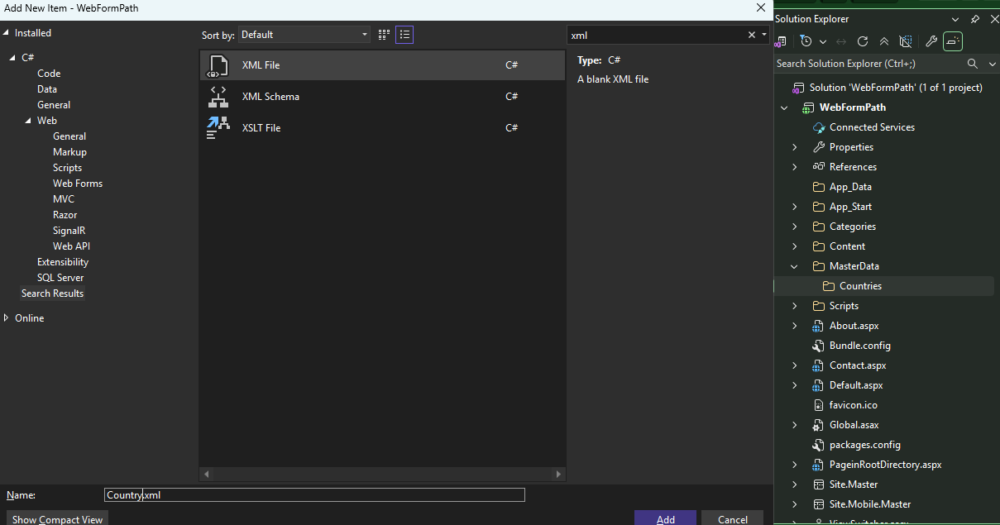 Add New Item - WebFormPath
Installed
C#
Code
Data
General
Web
General
Markup
Scripts
Web Forms
MVC
Razor
SignalR
Web API
Extensibility
SQL Server
Search Results
Online
Sort by: Default
XML File C#
XML Schema C#
XSLT File C#
xml
Type: C#
A blank XML file
Name: Country.xml
Show Compact View
Add Cancel
Solution Explorer
Search Solution Explorer (Ctrl+;)
Solution 'WebFormPath' (1 of 1 project)
WebFormPath
Connected Services
Properties
References
App_Data
App_Start
Categories
Content
MasterData
Countries
Scripts
About.aspx
Bundle.config
Contact.aspx
Default.aspx
favicon.ico
Global.asax
packages.config
PageinRootDirectory.aspx
Site.Master
Site.Mobile.Master